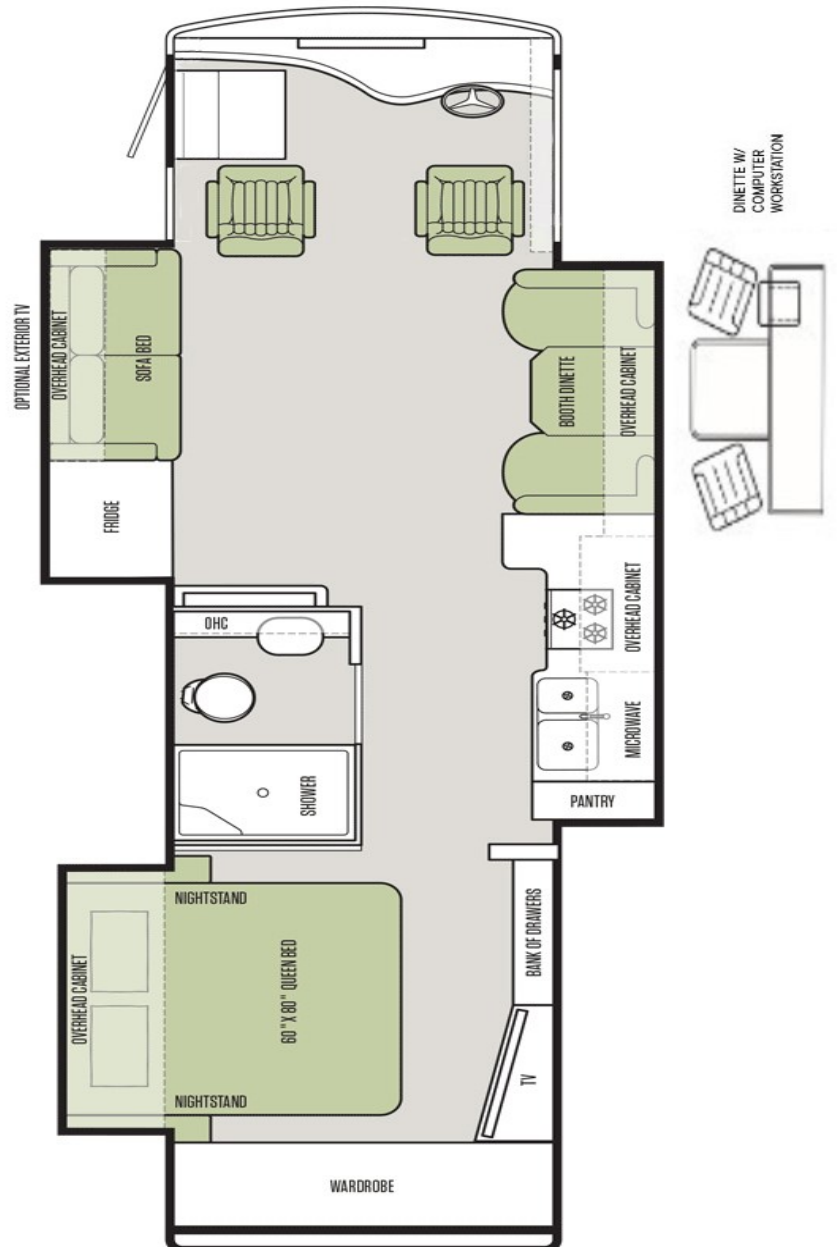 OPTIONAL EXTERIOR TV
OVERHEAD CABINET
SOFA BED
FRIDGE
DINETTE W/
COMPUTER
WORKSTATION
BOOTH DINETTE
OVERHEAD CABINET
OHC
OVERHEAD CABINET
MICROWAVE
SHOWER
PANTRY
NIGHTSTAND
OVERHEAD CABINET
60" X 80" QUEEN BED
BANK OF DRAWERS
TV
NIGHTSTAND
WARDROBE